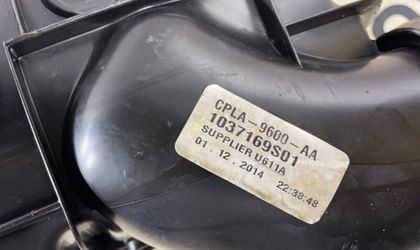 CPLA-9600-AA
1037169S01
SUPPLIER U611A
01.12.2014 22:38:48